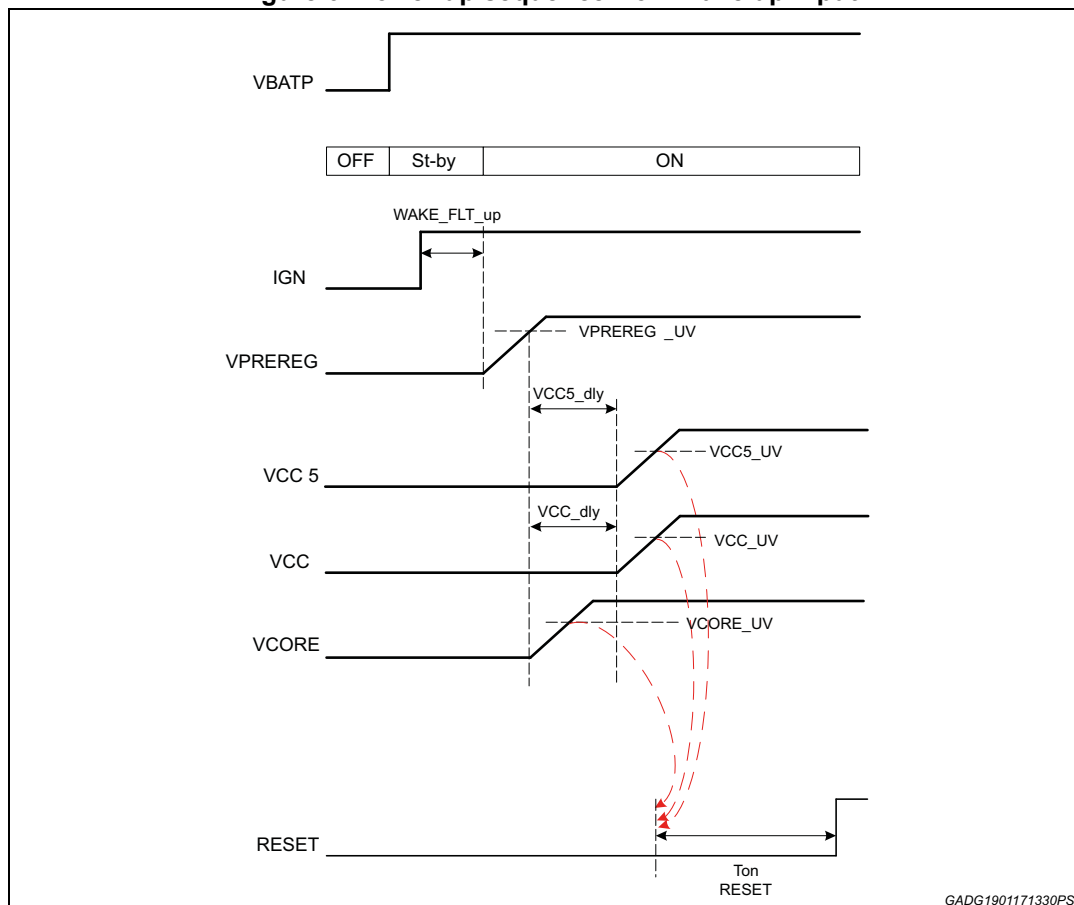 VBATP
OFF St-by ON
WAKE_FLT_up
IGN
VPREREG _UV
VPREREG
VCC5_dly
VCC5_UV
VCC 5
VCC_dly
VCC_UV
VCC
VCORE_UV
VCORE
RESET
Ton
RESET
GADG1901171330PS